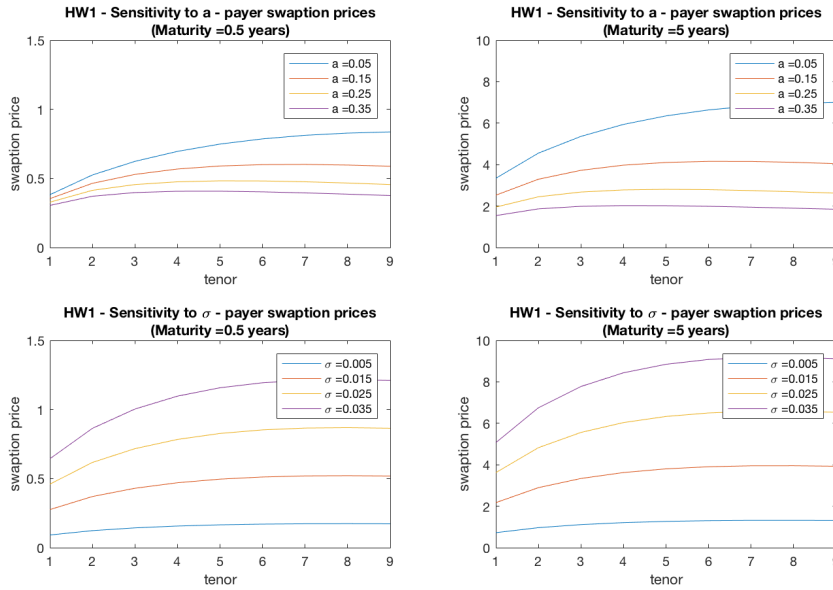 HW1 - Sensitivity to a - payer swaption prices
(Maturity =0.5 years)
1.5
1
0.5
0
swaption price
1 2 3 4 5 6 7 8 9
tenor
a =0.05
a =0.15
a =0.25
a =0.35
HW1 - Sensitivity to a - payer swaption prices
(Maturity =5 years)
10
8
6
4
2
0
swaption price
1 2 3 4 5 6 7 8 9
tenor
a =0.05
a =0.15
a =0.25
a =0.35
HW1 - Sensitivity to σ - payer swaption prices
(Maturity =0.5 years)
1.5
1
0.5
0
swaption price
1 2 3 4 5 6 7 8 9
tenor
σ =0.005
σ =0.015
σ =0.025
σ =0.035
HW1 - Sensitivity to σ - payer swaption prices
(Maturity =5 years)
10
8
6
4
2
0
swaption price
1 2 3 4 5 6 7 8 9
tenor
σ =0.005
σ =0.015
σ =0.025
σ =0.035